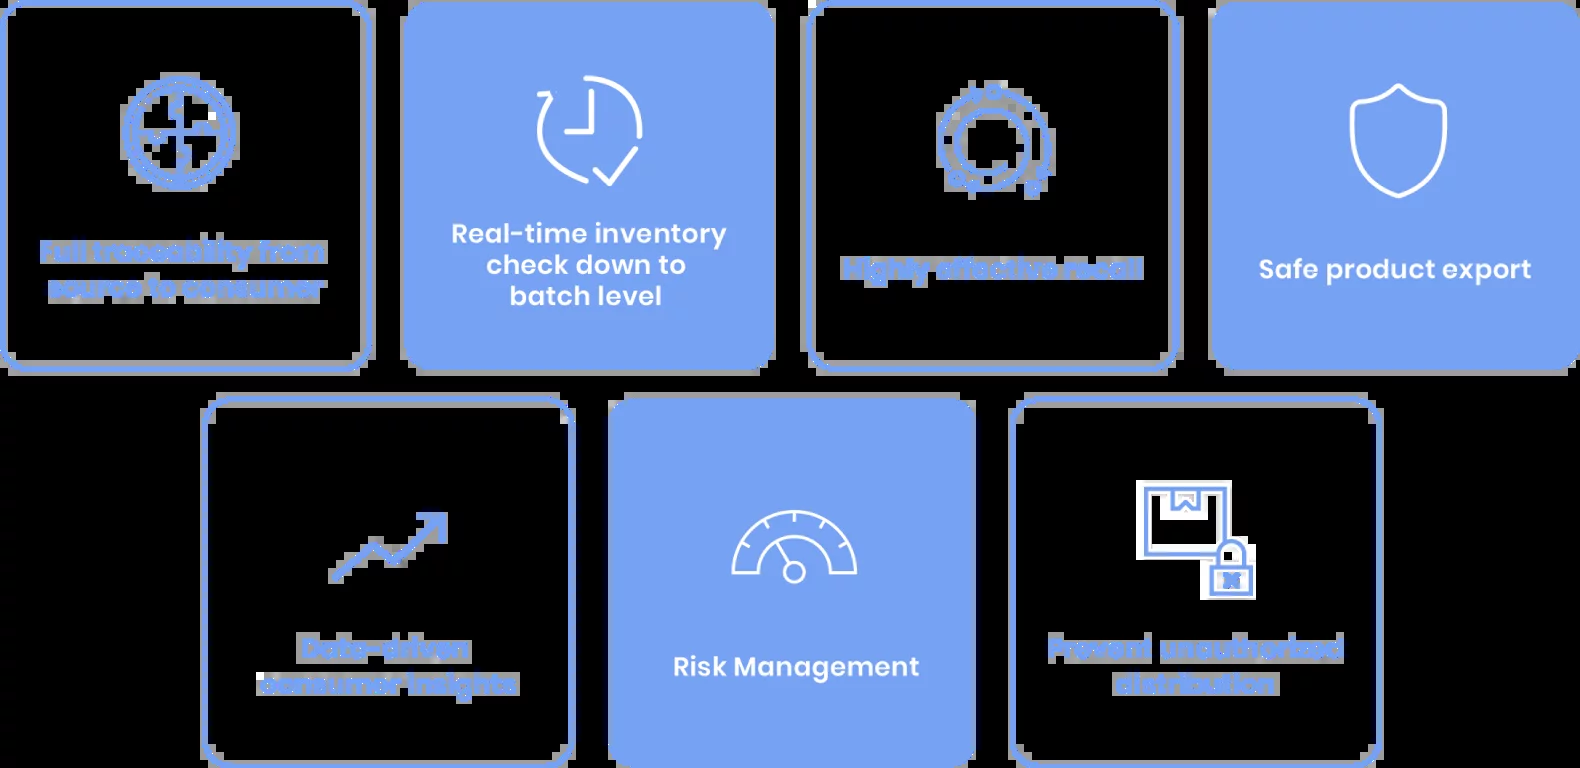 Full traceability from
source to consumer
Real-time inventory
check down to
batch level
Highly effective recall
Safe product export
Data-driven
consumer insights
Risk Management
Prevent unauthorized
distribution